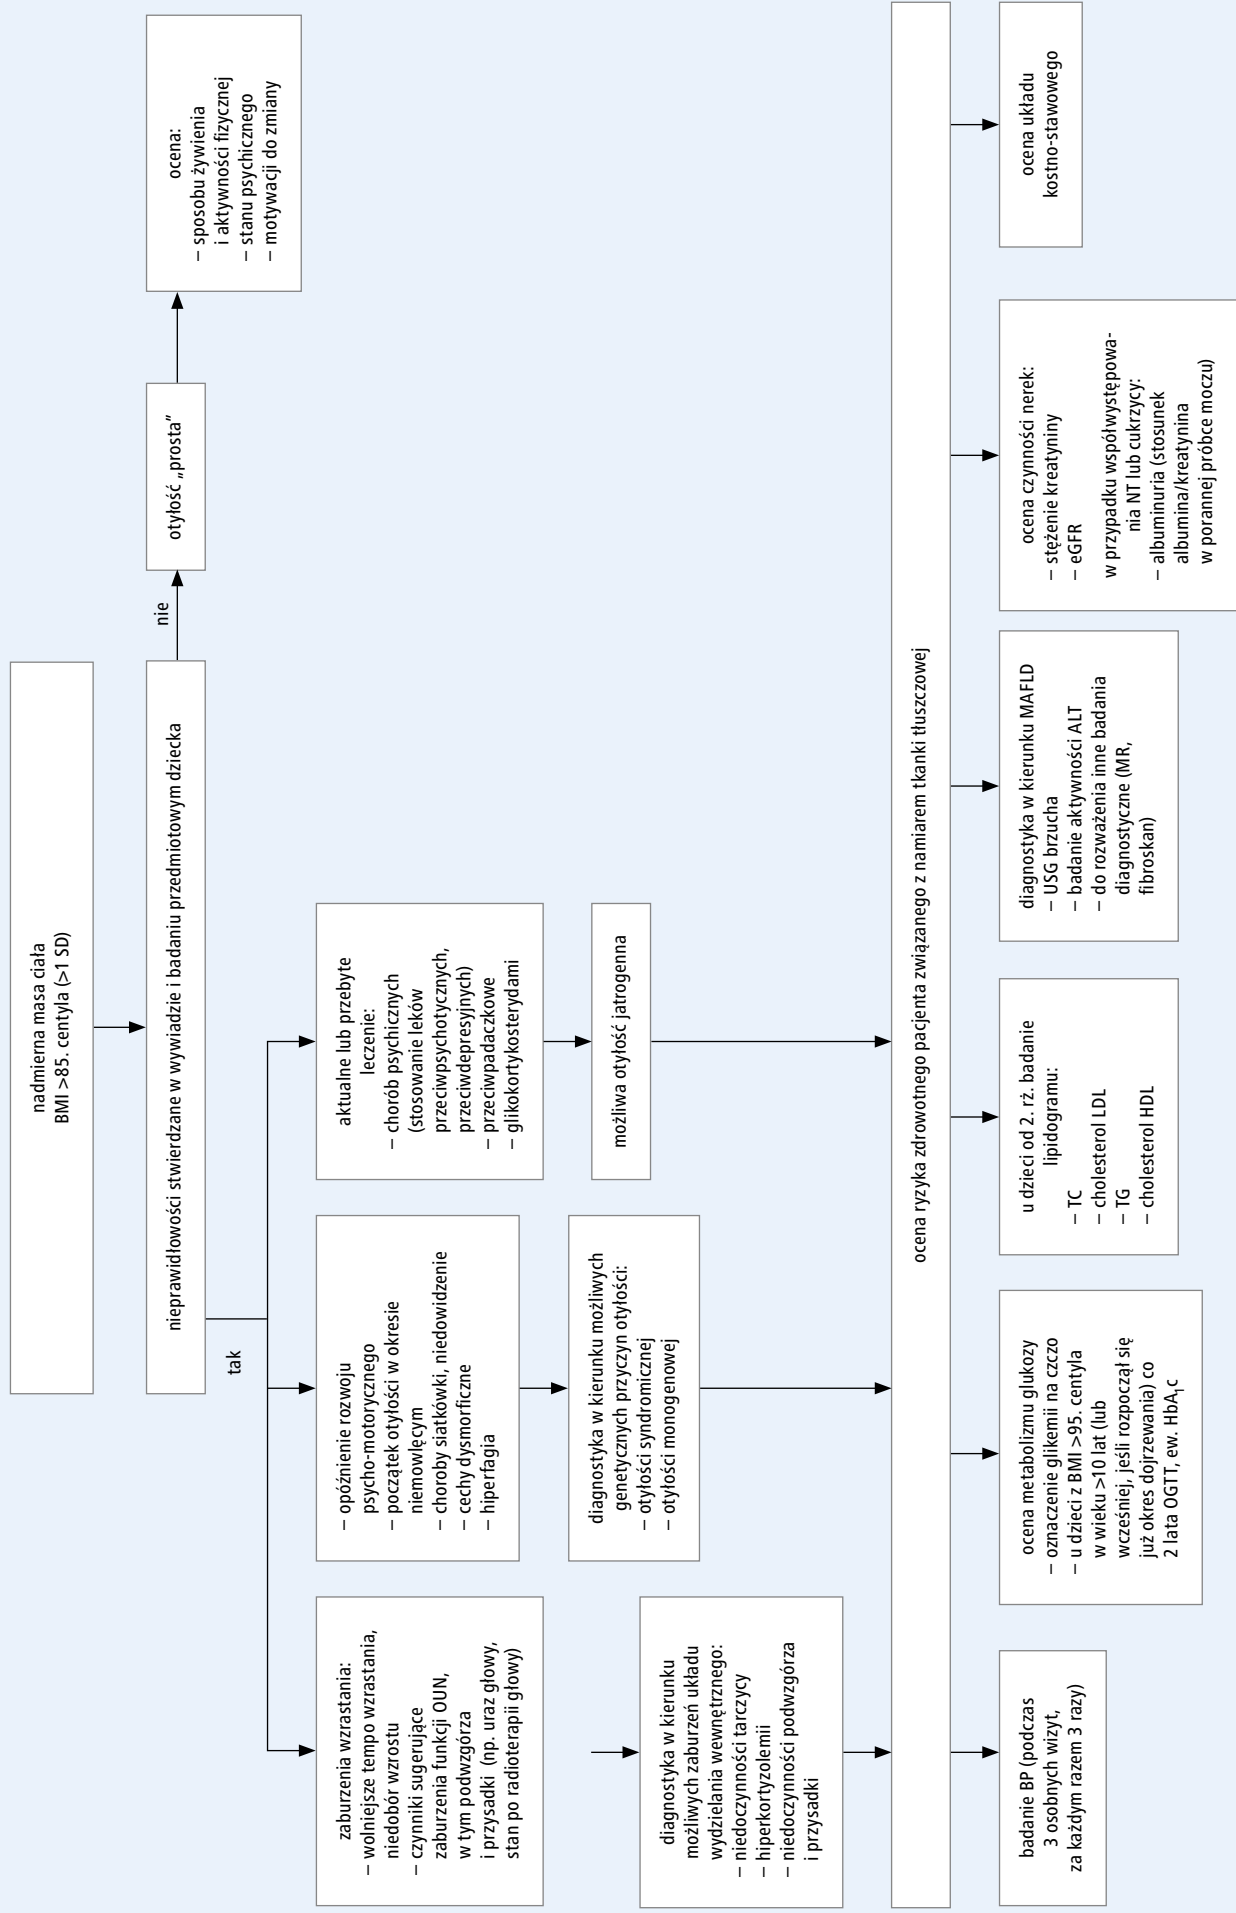 nadmierna masa ciała
BMI >85. centyla (>1 SD)
nieprawidłowości stwierdzane w wywiadzie i badaniu przedmiotowym dziecka
nie
otyłość „prosta”
ocena:
– sposobu żywienia
i aktywności fizycznej
– stanu psychicznego
– motywacji do zmiany
tak
zaburzenia wzrastania:
– wolniejsze tempo wzrastania,
niedobór wzrostu
– czynniki sugerujące
zaburzenia funkcji OUN,
w tym podwzgórza
i przysadki (np. uraz głowy,
stan po radioterapii głowy)
– opóźnienie rozwoju
psycho-motorycznego
– początek otyłości w okresie
niemowlęcym
– choroby siatkówki, niedowidzenie
– cechy dysmorficzne
– hiperfagia
aktualne lub przebyte
leczenie:
– chorób psychicznych
(stosowanie leków
przeciwpsychotycznych,
przeciwdepresyjnych)
– przeciwpadaczkowe
– glikokortykosterydami
diagnostyka w kierunku
możliwych zaburzeń układu
wydzielania wewnętrznego:
– niedoczynności tarczycy
– hiperkortyzolemii
– niedoczynności podwzgórza
i przysadki
diagnostyka w kierunku możliwych
genetycznych przyczyn otyłości:
– otyłości syndromicznej
– otyłości monogenowej
możliwa otyłość jatrogenna
ocena ryzyka zdrowotnego pacjenta związanego z namiarem tkanki tłuszczowej
badanie BP (podczas
3 osobnych wizyt,
za każdym razem 3 razy)
ocena metabolizmu glukozy
– oznaczenie glikemii na czczo
– u dzieci z BMI >95. centyla
w wieku >10 lat (lub
wcześniej, jeśli rozpoczął się
już okres dojrzewania) co
2 lata OGTT, ew. HbA₁c
u dzieci od 2. rż. badanie
lipidogramu:
– TC
– cholesterol LDL
– TG
– cholesterol HDL
diagnostyka w kierunku MAFLD
– USG brzucha
– badanie aktywności ALT
– do rozważenia inne badania
diagnostyczne (MR,
fibroskan)
ocena czynności nerek:
– stężenie kreatyniny
– eGFR
w przypadku współwystępowa-
nia NT lub cukrzycy:
– albuminuria (stosunek
albumina/kreatynina
w porannej próbce moczu)
ocena układu
kostno-stawowego